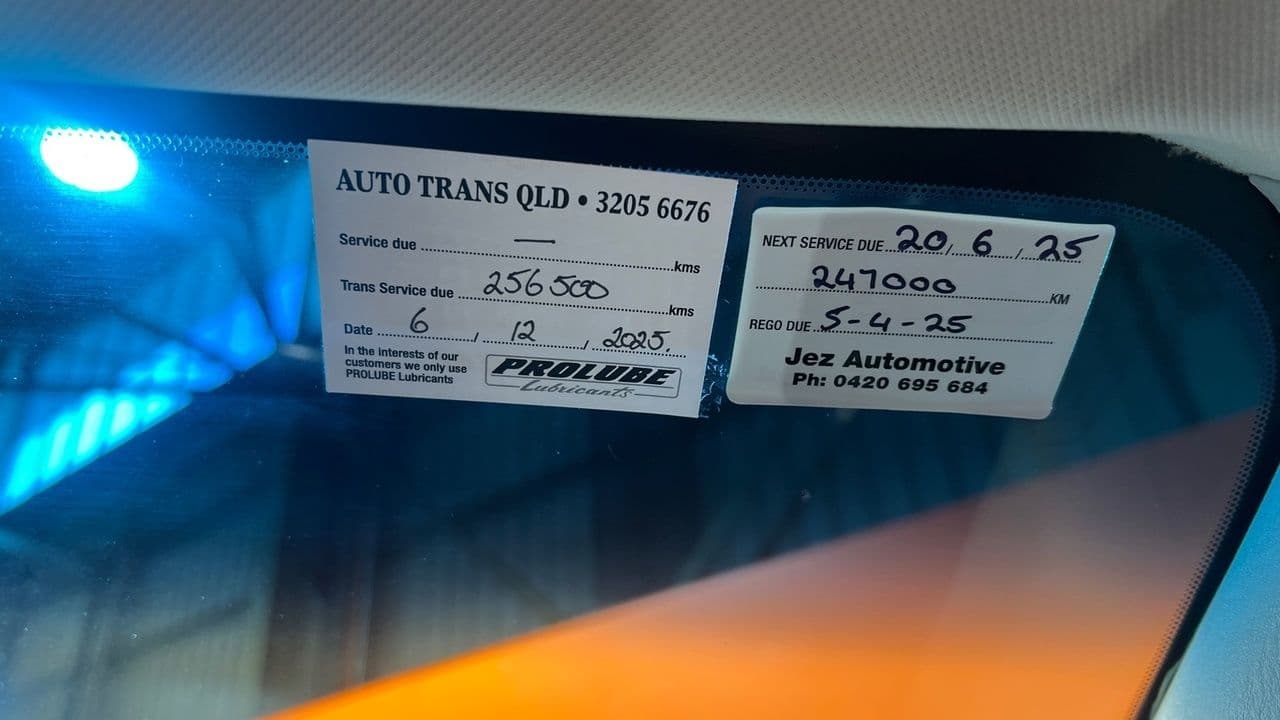 AUTO TRANS QLD • 3205 6676
Service due — kms
Trans Service due 256500 kms
Date 6 / 12 / 2025
In the interests of our
customers we only use
PROLUBE Lubricants
PROLUBE
Lubricants
NEXT SERVICE DUE 20 / 6 / 25
247000 KM
REGO DUE 5-4-25
Jez Automotive
Ph: 0420 695 684